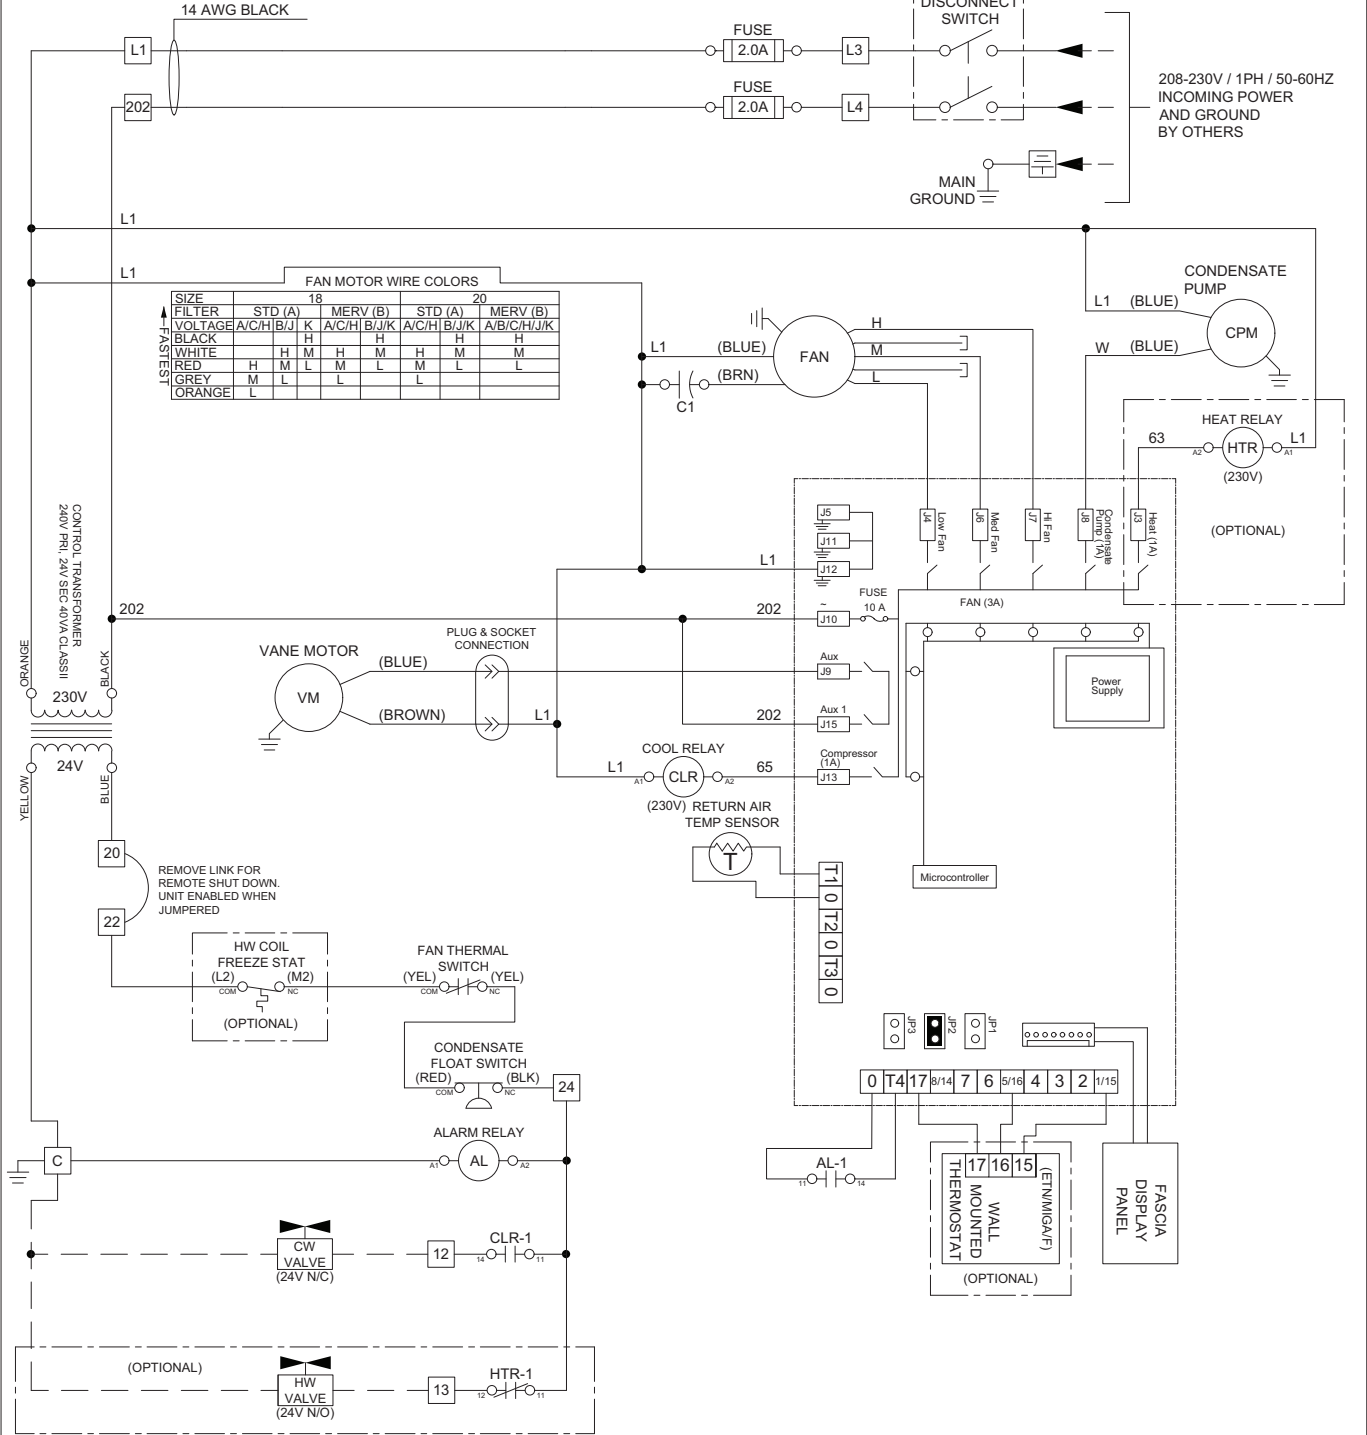 14 AWG BLACK
DISCONNECT
SWITCH
L1
FUSE
2.0A
L3
202
FUSE
2.0A
L4
208-230V / 1PH / 50-60HZ
INCOMING POWER
AND GROUND
BY OTHERS
MAIN
GROUND
L1
L1
FAN MOTOR WIRE COLORS
SIZE 18 20
FILTER STD (A) MERV (B) STD (A) MERV (B)
VOLTAGE A/C/H B/J K A/C/H B/J/K A/C/H B/J/K A/B/C/H/J/K
BLACK H H H H
WHITE H M H M H M M
RED H M L M L M L L
GREY M L L L
ORANGE L
FASTEST
L1 (BLUE)
(BRN)
C1
FAN
H
M
L
CONDENSATE
PUMP
L1 (BLUE)
W (BLUE)
CPM
HEAT RELAY
63
A2
HTR
A1
L1
(230V)
(OPTIONAL)
CONTROL TRANSFORMER
240V PRI, 24V SEC 40VA CLASSII
ORANGE
BLACK
230V
24V
YELLOW
BLUE
202
VANE MOTOR
VM
(BLUE)
(BROWN)
PLUG & SOCKET
CONNECTION
L1
L1
202
202
J5
J11
J12
~
J10
FUSE
10 A
J4
Low Fan
J6
Med Fan
J7
Hi Fan
J8
Condensate
Pump (1A)
J3
Heat (1A)
FAN (3A)
Aux
J9
Aux 1
J15
Compressor
(1A)
J13
Power
Supply
Microcontroller
COOL RELAY
L1
A1
CLR
A2
65
(230V)
RETURN AIR
TEMP SENSOR
T
T1
0
T2
0
T3
0
20
22
REMOVE LINK FOR
REMOTE SHUT DOWN.
UNIT ENABLED WHEN
JUMPERED
HW COIL
FREEZE STAT
(L2) (M2)
COM NC
(OPTIONAL)
FAN THERMAL
SWITCH
(YEL) (YEL)
COM NC
CONDENSATE
FLOAT SWITCH
(RED) (BLK)
COM NC
24
JP3
JP2
JP1
0 T4 17 8/14 7 6 5/16 4 3 2 1/15
C
ALARM RELAY
A1
AL
A2
AL-1
11 14
17 16 15
(ETN/MIGA/F)
WALL
MOUNTED
THERMOSTAT
(OPTIONAL)
FASCIA
DISPLAY
PANEL
CW
VALVE
(24V N/C)
12
CLR-1
14 11
(OPTIONAL)
HW
VALVE
(24V N/O)
13
HTR-1
12 11